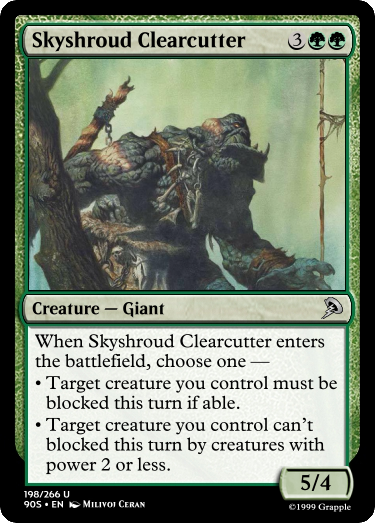 Skyshroud Clearcutter 3
Creature — Giant
When Skyshroud Clearcutter enters
the battlefield, choose one —
• Target creature you control must be
blocked this turn if able.
• Target creature you control can't
blocked this turn by creatures with
power 2 or less.
5/4
198/266 U
90S • EN Milivoj Ceran
©1999 Grapple